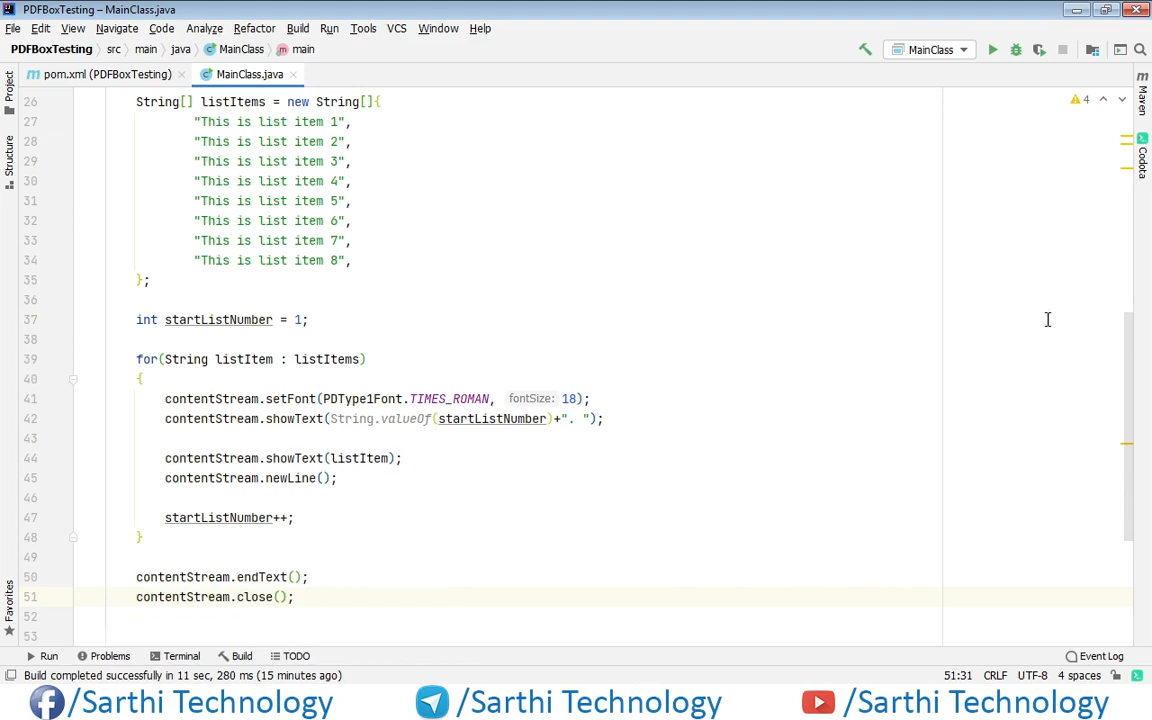 PDFBoxTesting – MainClass.java
File Edit View Navigate Code Analyze Refactor Build Run Tools VCS Window Help
PDFBoxTesting src main java MainClass main MainClass
pom.xml (PDFBoxTesting) MainClass.java
Project
Structure
Favorites
26 String[] listItems = new String[]{
27 "This is list item 1",
28 "This is list item 2",
29 "This is list item 3",
30 "This is list item 4",
31 "This is list item 5",
32 "This is list item 6",
33 "This is list item 7",
34 "This is list item 8",
35 };
36
37 int startListNumber = 1;
38
39 for(String listItem : listItems)
40 {
41 contentStream.setFont(PDType1Font.TIMES_ROMAN, fontSize: 18);
42 contentStream.showText(String.valueOf(startListNumber)+". ");
43
44 contentStream.showText(listItem);
45 contentStream.newLine();
46
47 startListNumber++;
48 }
49
50 contentStream.endText();
51 contentStream.close();
52
53
4
Maven
Codota
Run Problems Terminal Build TODO Event Log
Build completed successfully in 11 sec, 280 ms (15 minutes ago) 51:31 CRLF UTF-8 4 spaces
/Sarthi Technology /Sarthi Technology /Sarthi Technology